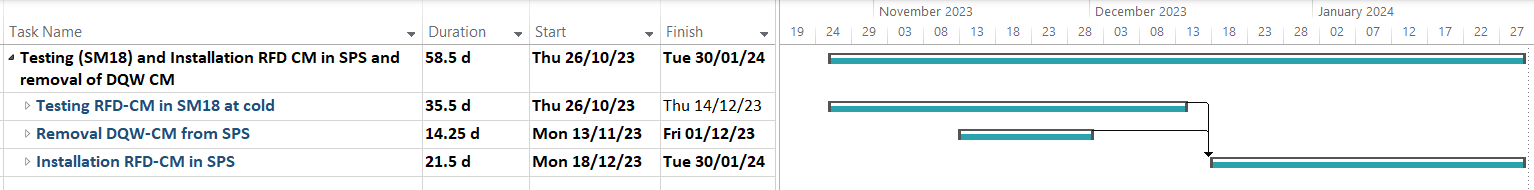 November 2023 December 2023 January 2024
Task Name Duration Start Finish 19 24 29 03 08 13 18 23 28 03 08 13 18 23 28 02 07 12 17 22 27
Testing (SM18) and Installation RFD CM in SPS and 58.5 d Thu 26/10/23 Tue 30/01/24
removal of DQW CM
Testing RFD-CM in SM18 at cold 35.5 d Thu 26/10/23 Thu 14/12/23
Removal DQW-CM from SPS 14.25 d Mon 13/11/23 Fri 01/12/23
Installation RFD-CM in SPS 21.5 d Mon 18/12/23 Tue 30/01/24